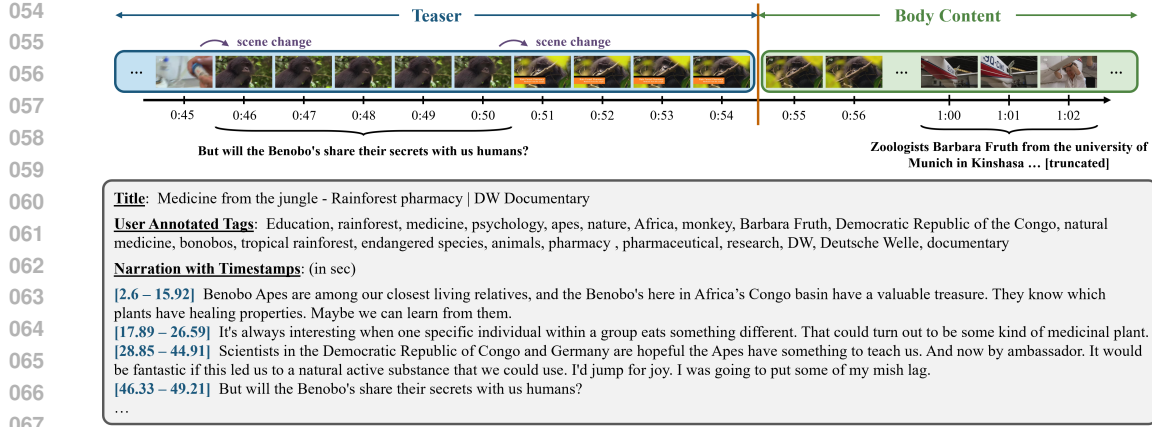 054
055
056
057
058
059
060
061
062
063
064
065
066
067
Teaser
Body Content
scene change
scene change
...
...
...
0:45 0:46 0:47 0:48 0:49 0:50 0:51 0:52 0:53 0:54 0:55 0:56 1:00 1:01 1:02
But will the Benobo's share their secrets with us humans?
Zoologists Barbara Fruth from the university of
Munich in Kinshasa ... [truncated]
Title: Medicine from the jungle - Rainforest pharmacy | DW Documentary
User Annotated Tags: Education, rainforest, medicine, psychology, apes, nature, Africa, monkey, Barbara Fruth, Democratic Republic of the Congo, natural
medicine, bonobos, tropical rainforest, endangered species, animals, pharmacy , pharmaceutical, research, DW, Deutsche Welle, documentary
Narration with Timestamps: (in sec)
[2.6 – 15.92] Benobo Apes are among our closest living relatives, and the Benobo's here in Africa's Congo basin have a valuable treasure. They know which
plants have healing properties. Maybe we can learn from them.
[17.89 – 26.59] It's always interesting when one specific individual within a group eats something different. That could turn out to be some kind of medicinal plant.
[28.85 – 44.91] Scientists in the Democratic Republic of Congo and Germany are hopeful the Apes have something to teach us. And now by ambassador. It would
be fantastic if this led us to a natural active substance that we could use. I'd jump for joy. I was going to put some of my mish lag.
[46.33 – 49.21] But will the Benobo's share their secrets with us humans?
...